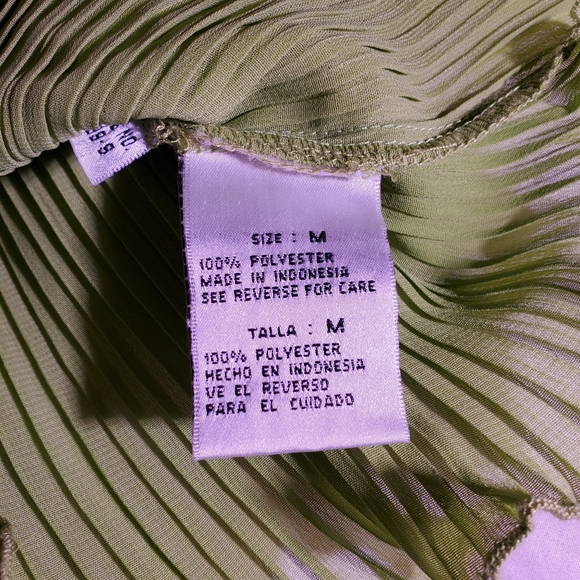 SIZE : M
100% POLYESTER
MADE IN INDONESIA
SEE REVERSE FOR CARE
TALLA : M
100% POLYESTER
HECHO EN INDONESIA
VE EL REVERSO
PARA EL CUIDADO
NO.